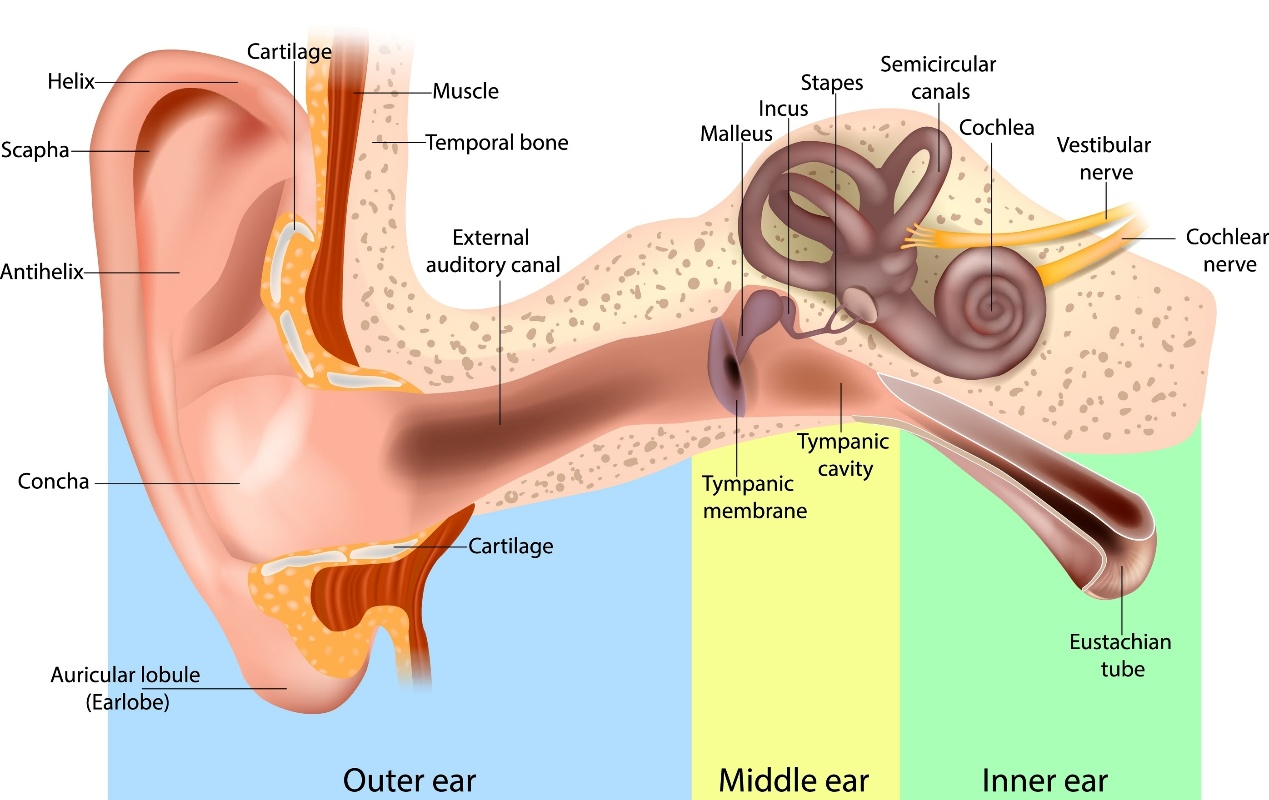 Cartilage
Helix
Muscle
Scapha
Temporal bone
Antihelix
External
auditory canal
Stapes
Semicircular
canals
Incus
Malleus
Cochlea
Vestibular
nerve
Cochlear
nerve
Concha
Tympanic
cavity
Tympanic
membrane
Cartilage
Eustachian
tube
Auricular lobule
(Earlobe)
Outer ear
Middle ear
Inner ear